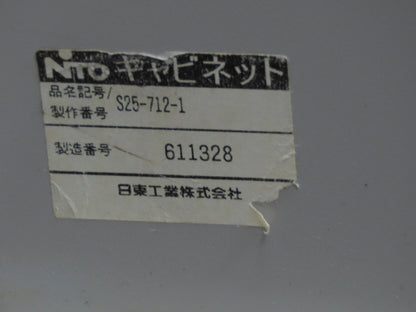 NITO キャビネット
品名記号/
製作番号 S25-712-1
製造番号 611328
日東工業株式会社